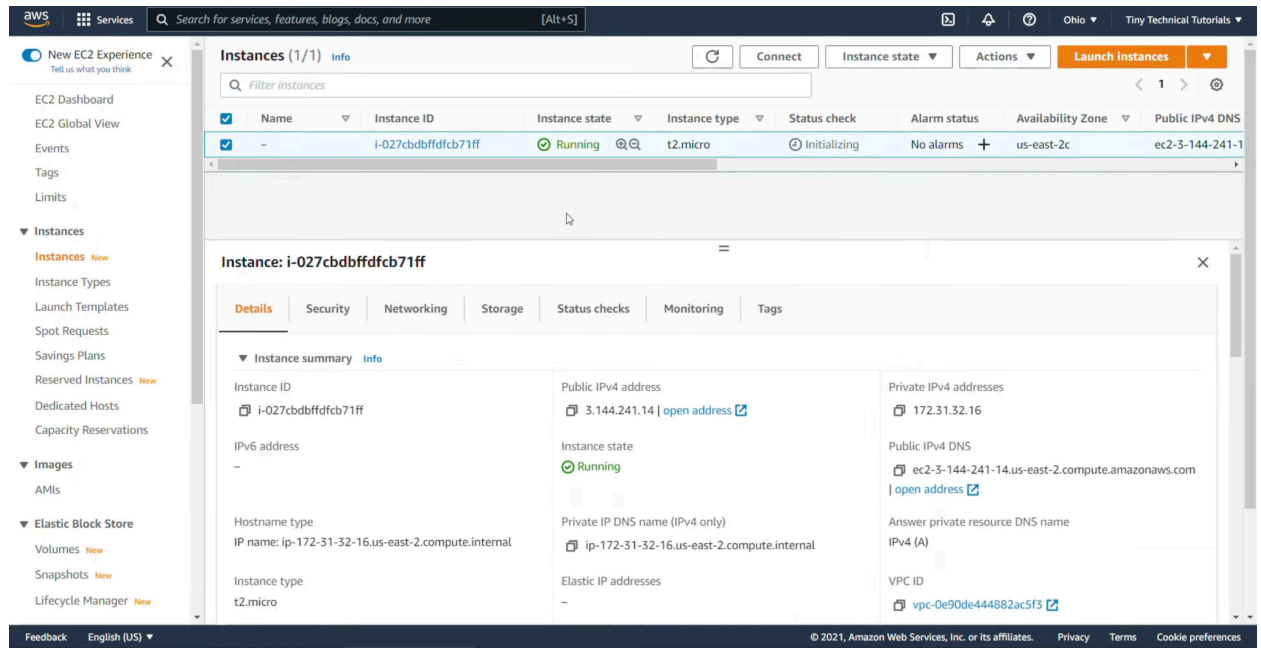 aws Services Search for services, features, blogs, docs, and more [Alt+S] Ohio ▼ Tiny Technical Tutorials ▼
New EC2 Experience
Tell us what you think
EC2 Dashboard
EC2 Global View
Events
Tags
Limits
▼ Instances
Instances New
Instance Types
Launch Templates
Spot Requests
Savings Plans
Reserved Instances New
Dedicated Hosts
Capacity Reservations
▼ Images
AMIs
▼ Elastic Block Store
Volumes New
Snapshots New
Lifecycle Manager New
Instances (1/1) Info Connect Instance state ▼ Actions ▼ Launch instances ▼
Filter instances
1
Name Instance ID Instance state Instance type Status check Alarm status Availability Zone Public IPv4 DNS
– i-027cbdbffdfcb71ff Running t2.micro Initializing No alarms + us-east-2c ec2-3-144-241-1
Instance: i-027cbdbffdfcb71ff
Details Security Networking Storage Status checks Monitoring Tags
▼ Instance summary Info
Instance ID Public IPv4 address Private IPv4 addresses
i-027cbdbffdfcb71ff 3.144.241.14 | open address 172.31.32.16
IPv6 address Instance state Public IPv4 DNS
– Running ec2-3-144-241-14.us-east-2.compute.amazonaws.com
| open address
Hostname type Private IP DNS name (IPv4 only) Answer private resource DNS name
IP name: ip-172-31-32-16.us-east-2.compute.internal ip-172-31-32-16.us-east-2.compute.internal IPv4 (A)
Instance type Elastic IP addresses VPC ID
t2.micro – vpc-0e90de444882ac5f3
Feedback English (US) ▼ © 2021, Amazon Web Services, Inc. or its affiliates. Privacy Terms Cookie preferences